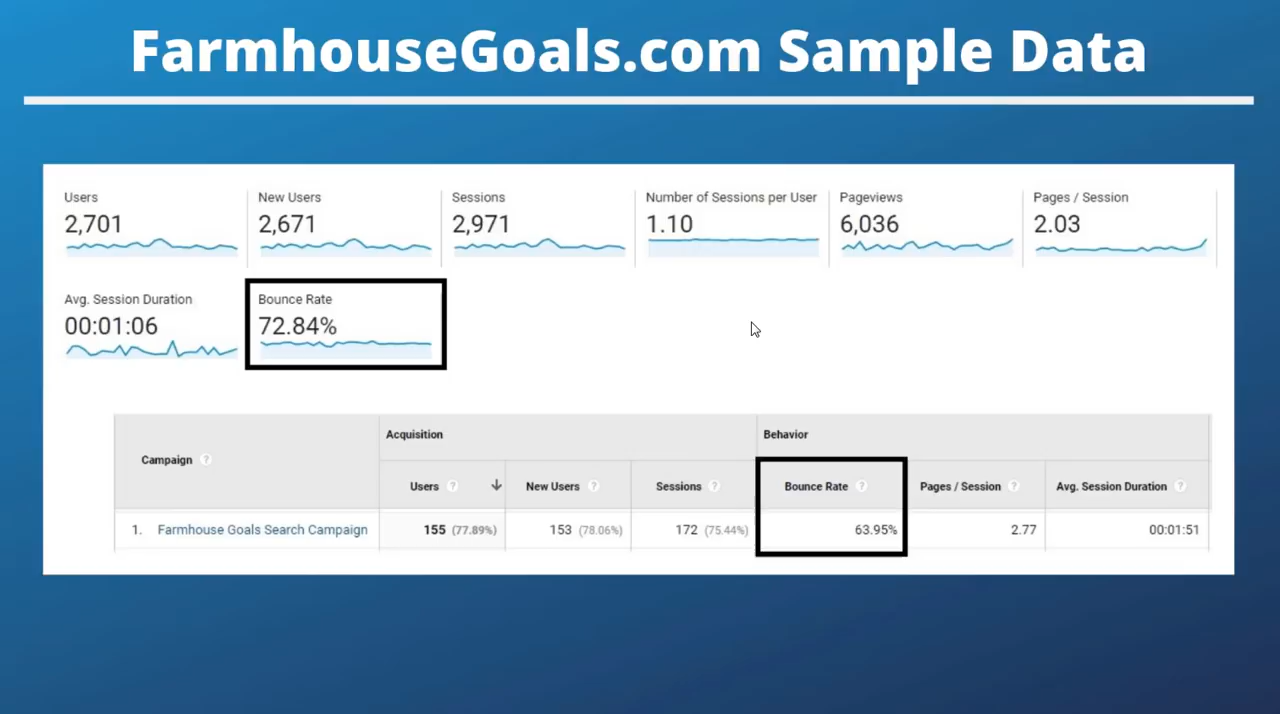 FarmhouseGoals.com Sample Data
Users New Users Sessions Number of Sessions per User Pageviews Pages / Session
2,701 2,671 2,971 1.10 6,036 2.03
Avg. Session Duration Bounce Rate
00:01:06 72.84%
Acquisition Behavior
Campaign ?
Users ? New Users ? Sessions ? Bounce Rate ? Pages / Session ? Avg. Session Duration ?
1. Farmhouse Goals Search Campaign 155 (77.89%) 153 (78.06%) 172 (75.44%) 63.95% 2.77 00:01:51